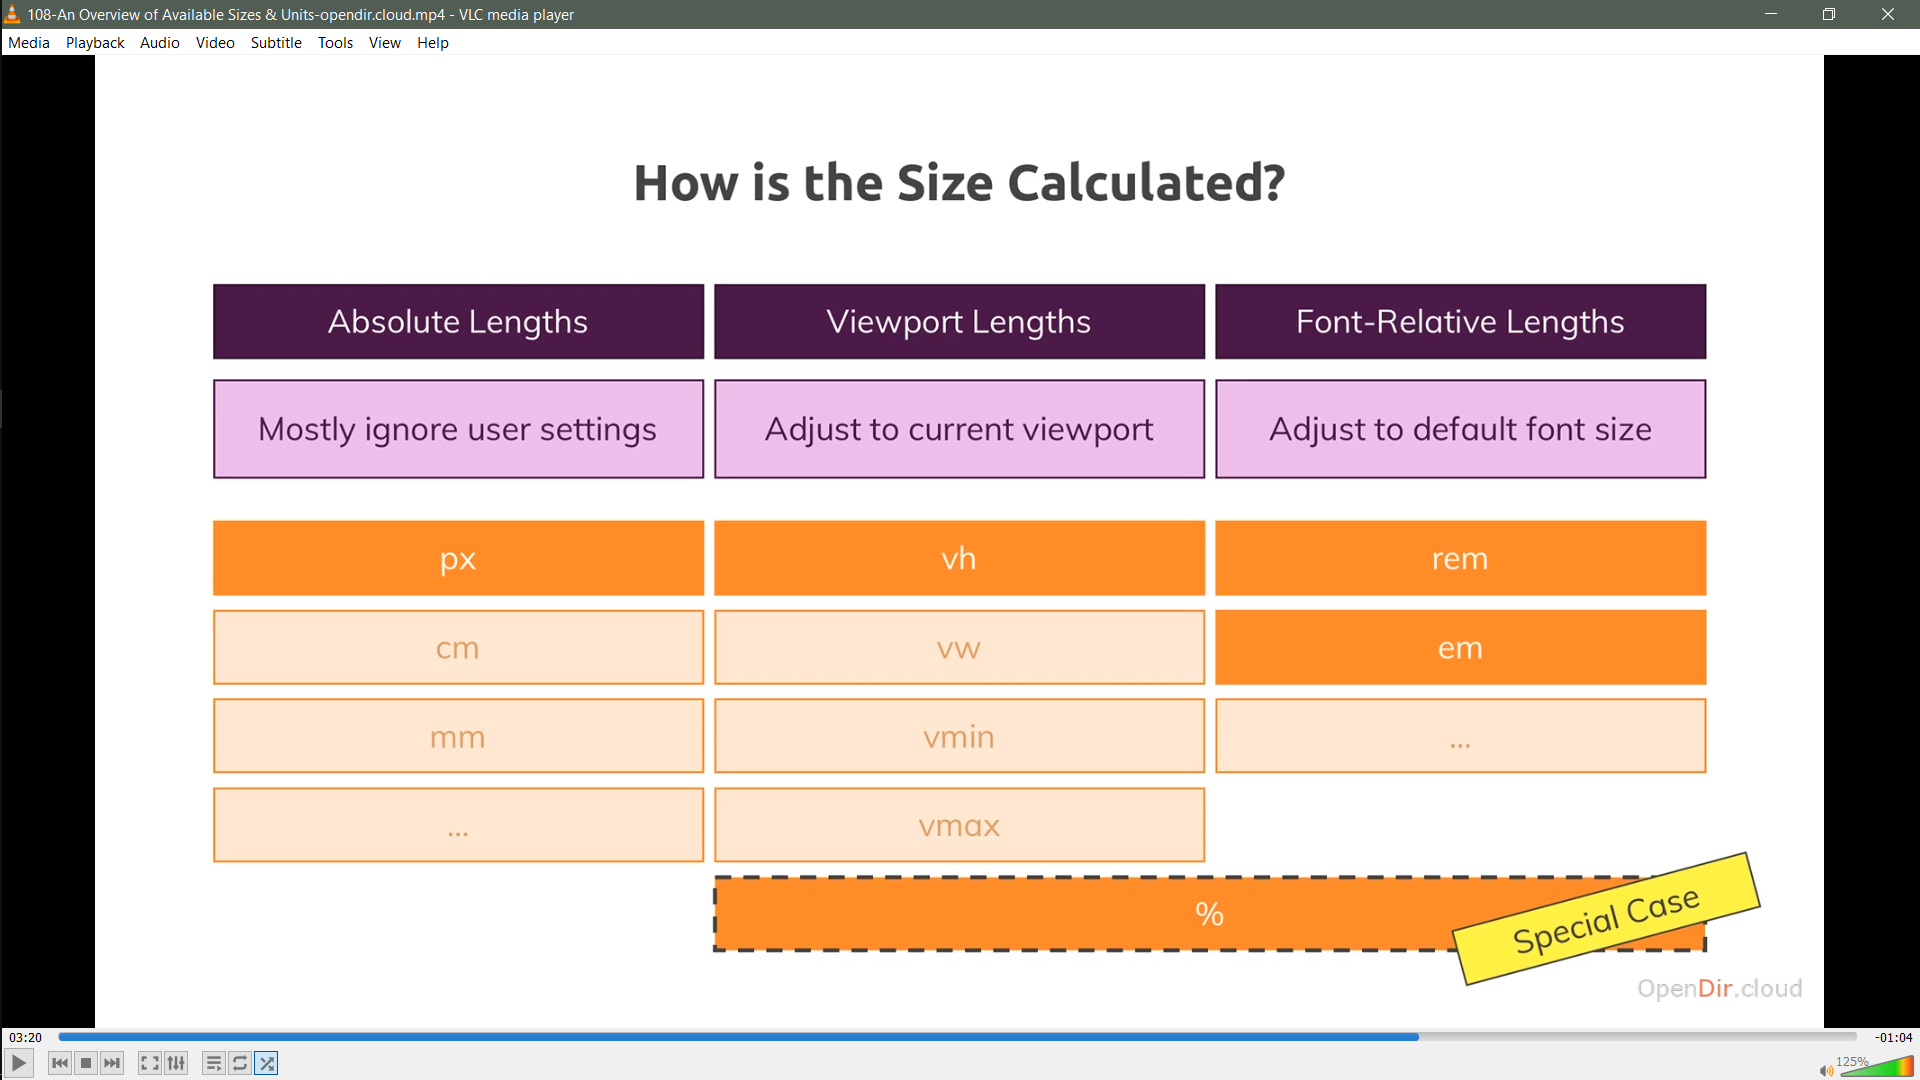 108-An Overview of Available Sizes & Units-opendir.cloud.mp4 - VLC media player
Media Playback Audio Video Subtitle Tools View Help
How is the Size Calculated?
Absolute Lengths Viewport Lengths Font-Relative Lengths
Mostly ignore user settings Adjust to current viewport Adjust to default font size
px vh rem
cm vw em
mm vmin ...
... vmax
%
Special Case
OpenDir.cloud
03:20 -01:04
125%